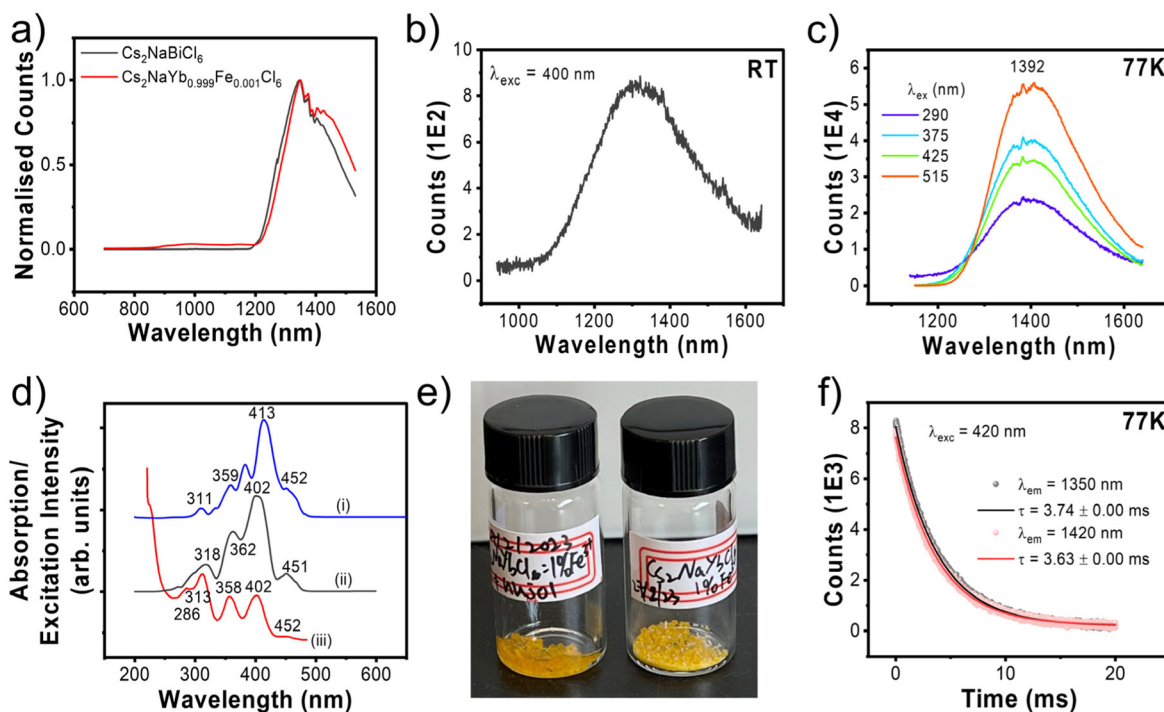 a)
Cs₂NaBiCl₆
Cs₂NaYb₀.₉₉₉Fe₀.₀₀₁Cl₆
Normalised Counts
1.0
0.5
0.0
600 800 1000 1200 1400 1600
Wavelength (nm)
b)
λexc = 400 nm
RT
Counts (1E2)
10
8
6
4
2
0
1000 1200 1400 1600
Wavelength (nm)
c)
77K
1392
λex (nm)
290
375
425
515
Counts (1E4)
6
5
4
3
2
1
0
1200 1400 1600
Wavelength (nm)
d)
413
359
311
452
(i)
402
318
362
451
(ii)
313
358
402
286
452
(iii)
Absorption/
Excitation Intensity
(arb. units)
200 300 400 500 600
Wavelength (nm)
e)
2023
1%Fe³⁺
Cs₂NaYbCl₆
1%Fe³⁺
f)
77K
λexc = 420 nm
λem = 1350 nm
τ = 3.74 ± 0.00 ms
λem = 1420 nm
τ = 3.63 ± 0.00 ms
Counts (1E3)
8
6
4
2
0
0 10 20
Time (ms)